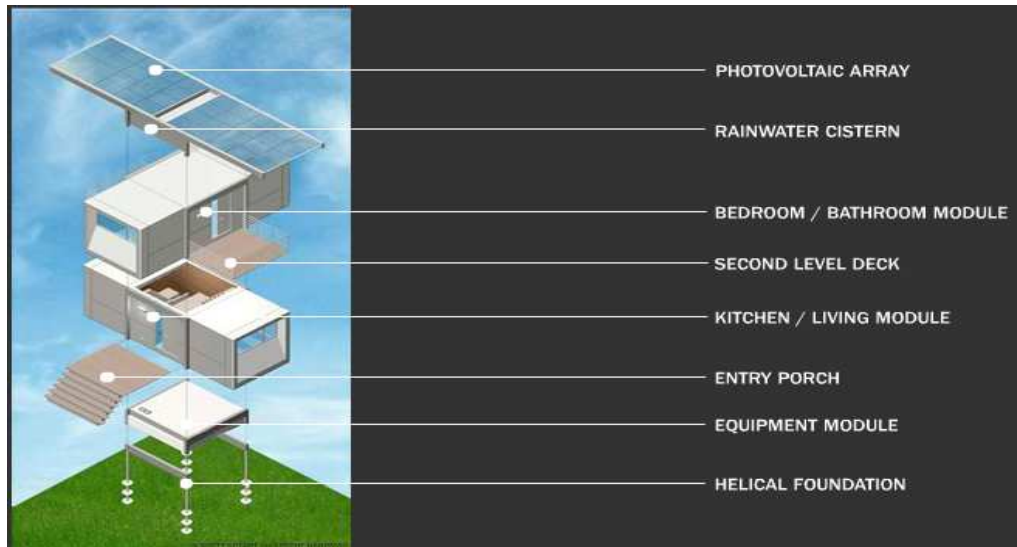 PHOTOVOLTAIC ARRAY
RAINWATER CISTERN
BEDROOM / BATHROOM MODULE
SECOND LEVEL DECK
KITCHEN / LIVING MODULE
ENTRY PORCH
EQUIPMENT MODULE
HELICAL FOUNDATION